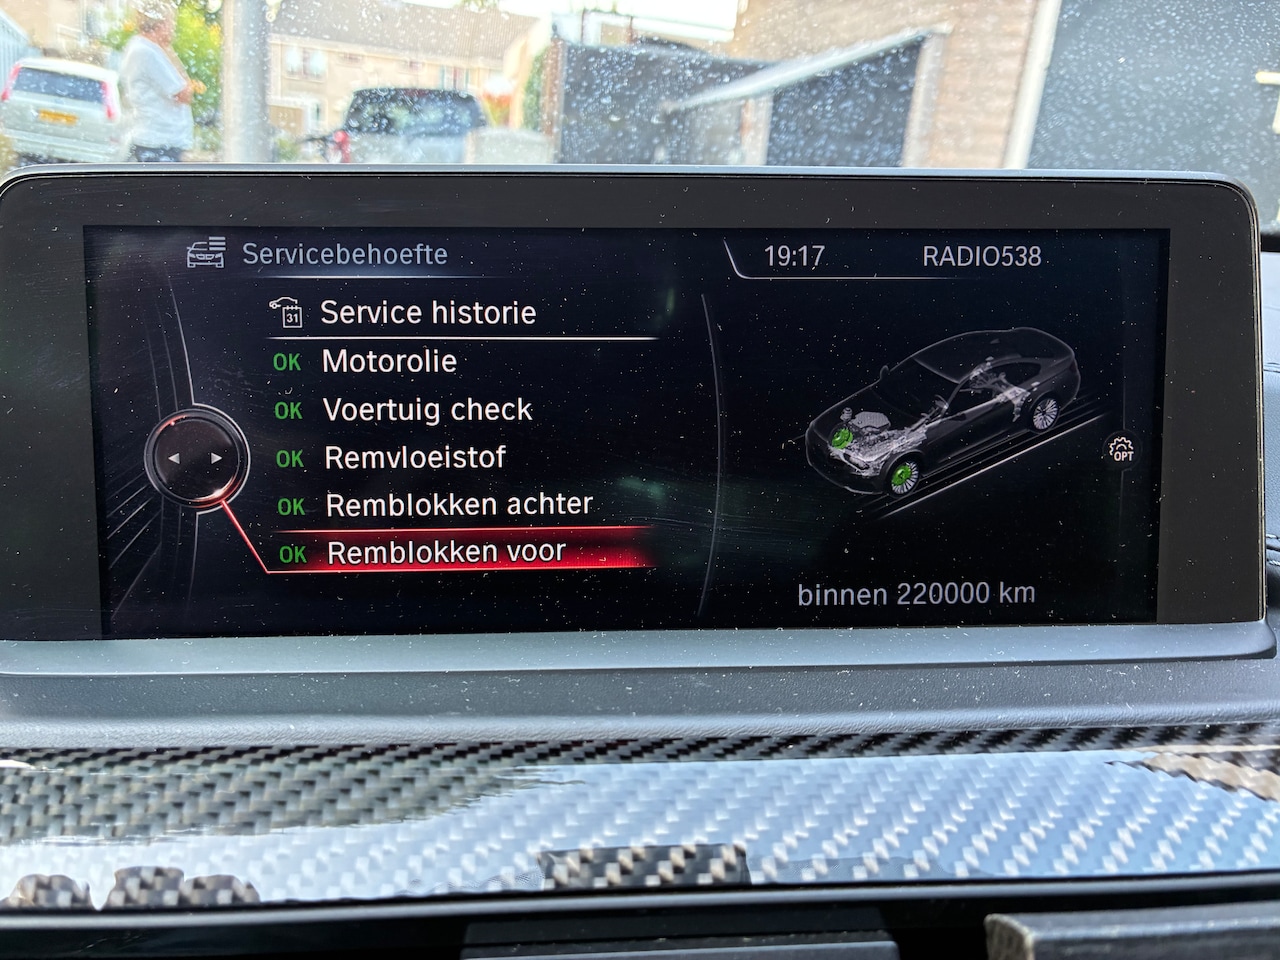 Servicebehoefte
19:17
RADIO538
31
Service historie
OK Motorolie
OK Voertuig check
OK Remvloeistof
OK Remblokken achter
OK Remblokken voor
OPT
binnen 220000 km